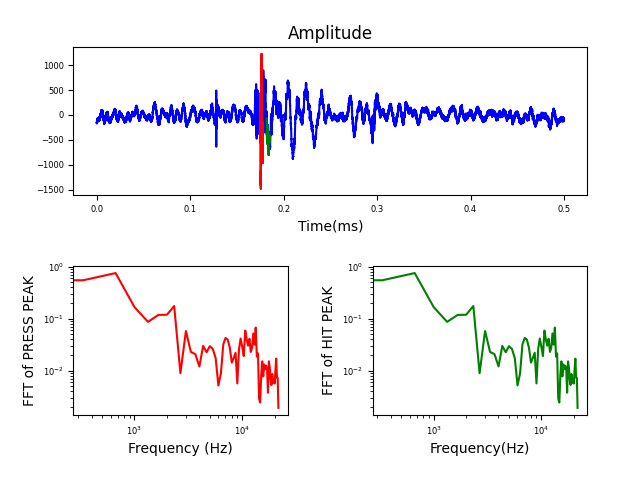 Amplitude
1000
500
0
−500
−1000
−1500
0.0 0.1 0.2 0.3 0.4 0.5
Time(ms)
FFT of PRESS PEAK
10⁰
10⁻¹
10⁻²
10³ 10⁴
Frequency (Hz)
FFT of HIT PEAK
10⁰
10⁻¹
10⁻²
10³ 10⁴
Frequency(Hz)